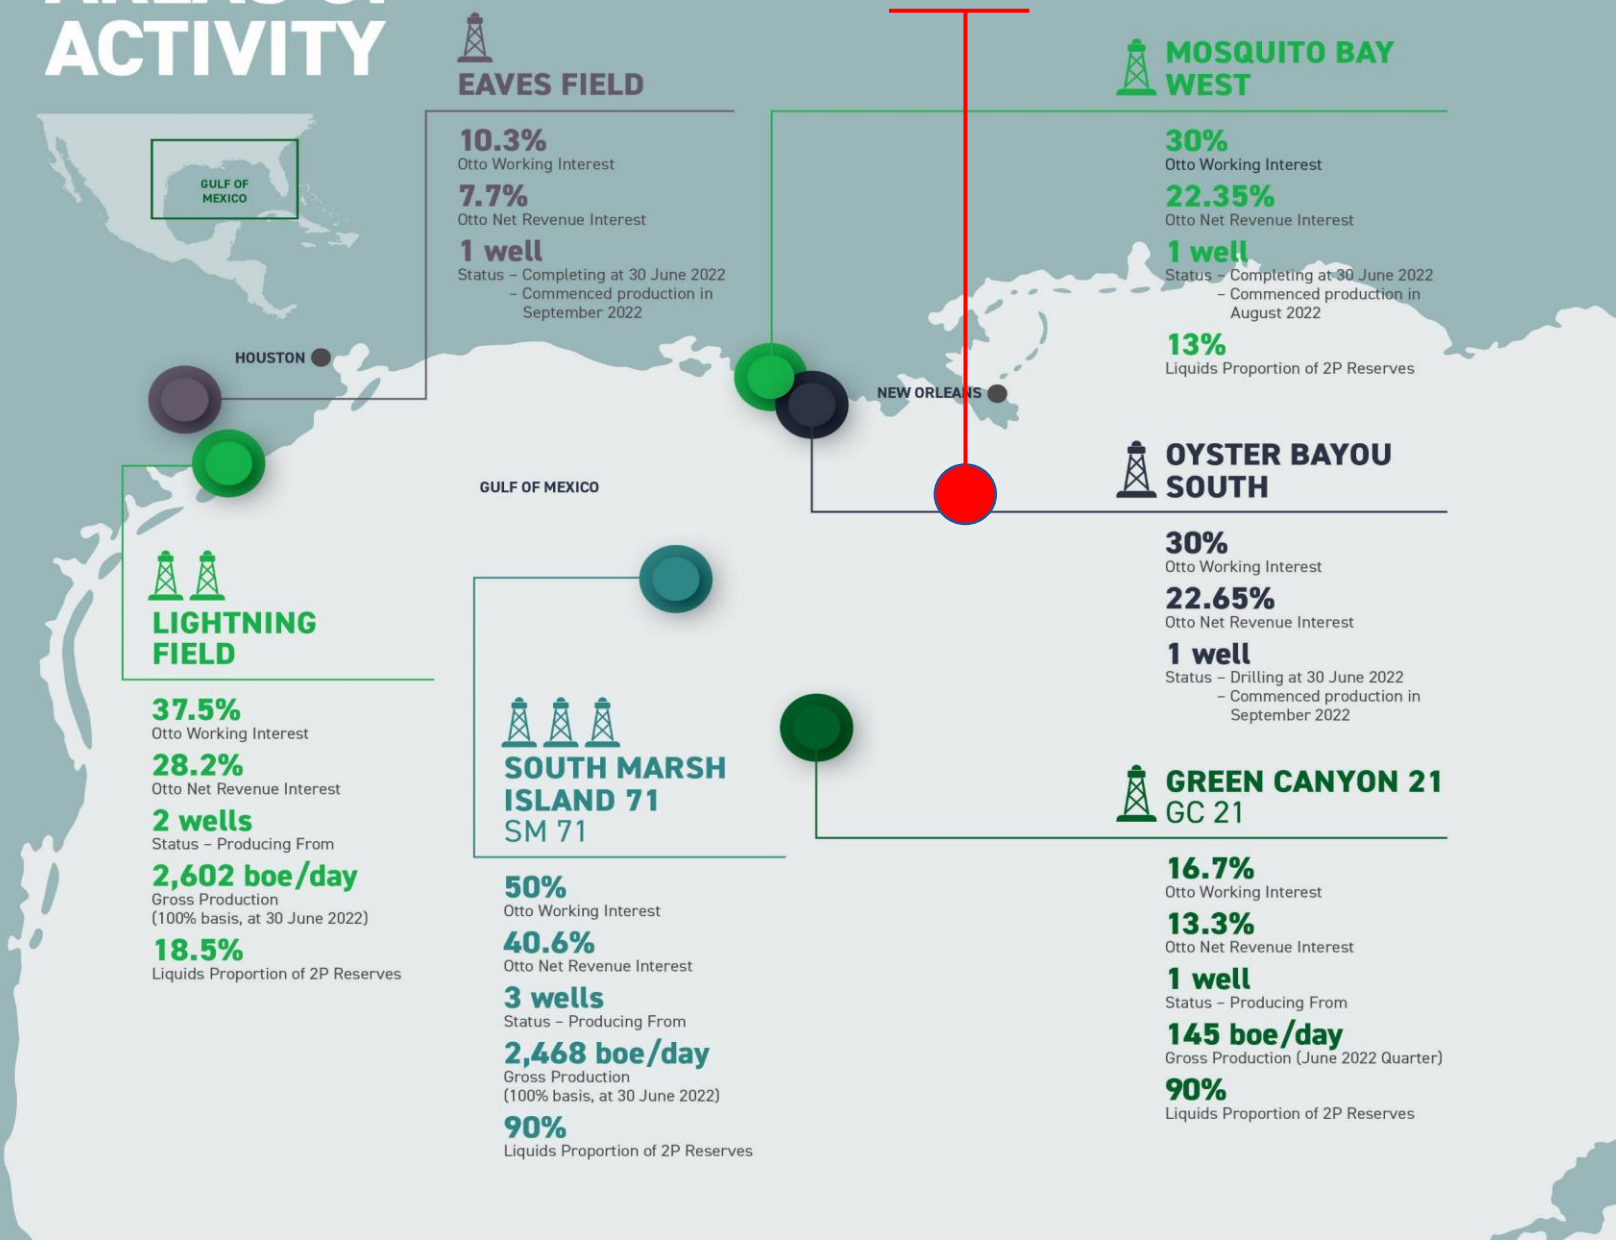 ACTIVITY
GULF OF
MEXICO
EAVES FIELD
10.3%
Otto Working Interest
7.7%
Otto Net Revenue Interest
1 well
Status – Completing at 30 June 2022
– Commenced production in
September 2022
MOSQUITO BAY
WEST
30%
Otto Working Interest
22.35%
Otto Net Revenue Interest
1 well
Status – Completing at 30 June 2022
– Commenced production in
August 2022
13%
Liquids Proportion of 2P Reserves
HOUSTON
NEW ORLEANS
GULF OF MEXICO
OYSTER BAYOU
SOUTH
30%
Otto Working Interest
22.65%
Otto Net Revenue Interest
1 well
Status – Drilling at 30 June 2022
– Commenced production in
September 2022
LIGHTNING
FIELD
37.5%
Otto Working Interest
28.2%
Otto Net Revenue Interest
2 wells
Status – Producing From
2,602 boe/day
Gross Production
(100% basis, at 30 June 2022)
18.5%
Liquids Proportion of 2P Reserves
SOUTH MARSH
ISLAND 71
SM 71
50%
Otto Working Interest
40.6%
Otto Net Revenue Interest
3 wells
Status – Producing From
2,468 boe/day
Gross Production
(100% basis, at 30 June 2022)
90%
Liquids Proportion of 2P Reserves
GREEN CANYON 21
GC 21
16.7%
Otto Working Interest
13.3%
Otto Net Revenue Interest
1 well
Status – Producing From
145 boe/day
Gross Production (June 2022 Quarter)
90%
Liquids Proportion of 2P Reserves